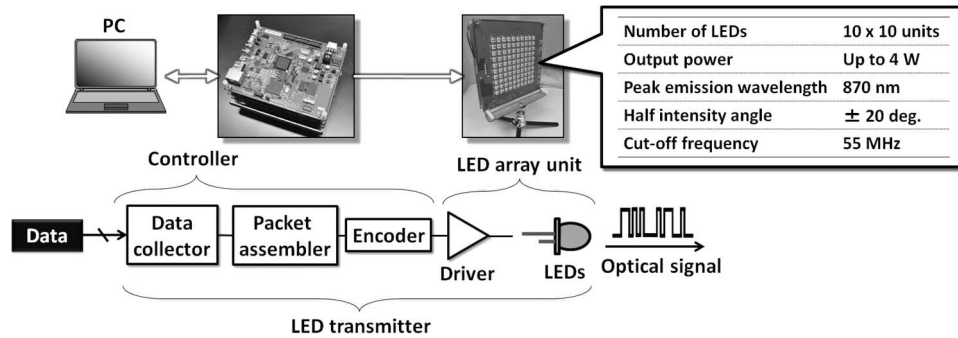 PC
Number of LEDs 10 x 10 units
Output power Up to 4 W
Peak emission wavelength 870 nm
Half intensity angle ± 20 deg.
Cut-off frequency 55 MHz
Controller
LED array unit
Data
Data
collector
Packet
assembler
Encoder
Driver
LEDs
Optical signal
LED transmitter